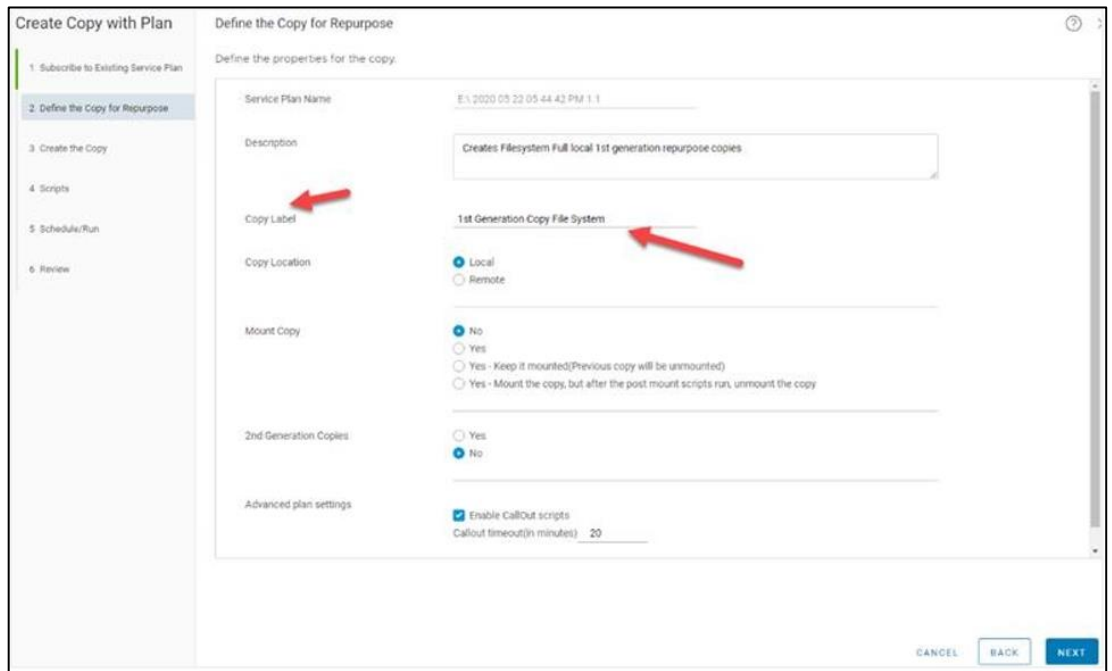 Create Copy with Plan
1 Subscribe to Existing Service Plan
2 Define the Copy for Repurpose
3 Create the Copy
4 Scripts
5 Schedule/Run
6 Review
Define the Copy for Repurpose
Define the properties for the copy.
Service Plan Name
E:\ 2020 05 22 05:44:42 PM 1.1
Description
Creates Filesystem Full local 1st generation repurpose copies
Copy Label
1st Generation Copy File System
Copy Location
Local
Remote
Mount Copy
No
Yes
Yes - Keep it mounted(Previous copy will be unmounted)
Yes - Mount the copy, but after the post mount scripts run, unmount the copy
2nd Generation Copies
Yes
No
Advanced plan settings
Enable CallOut scripts
Callout timeout(in minutes) 20
CANCEL BACK NEXT